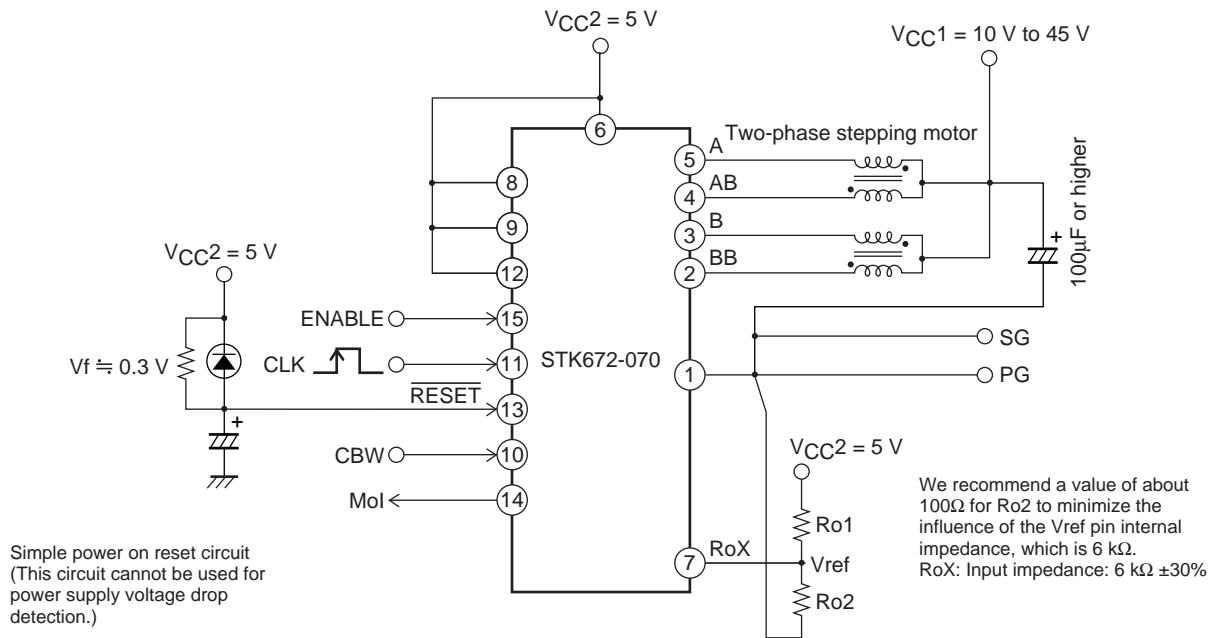 VCC2 = 5 V
VCC1 = 10 V to 45 V
6
Two-phase stepping motor
A
5
AB
4
B
3
BB
2
100µF or higher
+
8
9
12
VCC2 = 5 V
ENABLE
15
CLK
11
STK672-070
Vf ≒ 0.3 V
RESET
13
+
CBW
10
MoI
14
1
SG
PG
VCC2 = 5 V
Ro1
RoX
7
Vref
Ro2
We recommend a value of about
100Ω for Ro2 to minimize the
influence of the Vref pin internal
impedance, which is 6 kΩ.
RoX: Input impedance: 6 kΩ ±30%
Simple power on reset circuit
(This circuit cannot be used for
power supply voltage drop
detection.)